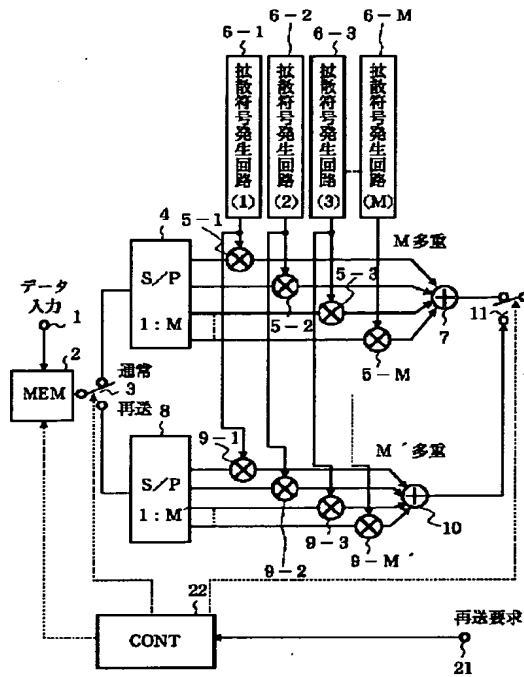 6-1
6-2
6-3
6-M
拡散符号発生回路(1)
拡散符号発生回路(2)
拡散符号発生回路(3)
拡散符号発生回路(M)
4
5-1
M多重
データ
入力
S/P
1:M
5-3
11
1
5-2
7
2
通常
5-M
MEM
3
再送
8
9-1
M´多重
S/P
1:M
10
9-3
9-M´
9-2
22
CONT
再送要求
21